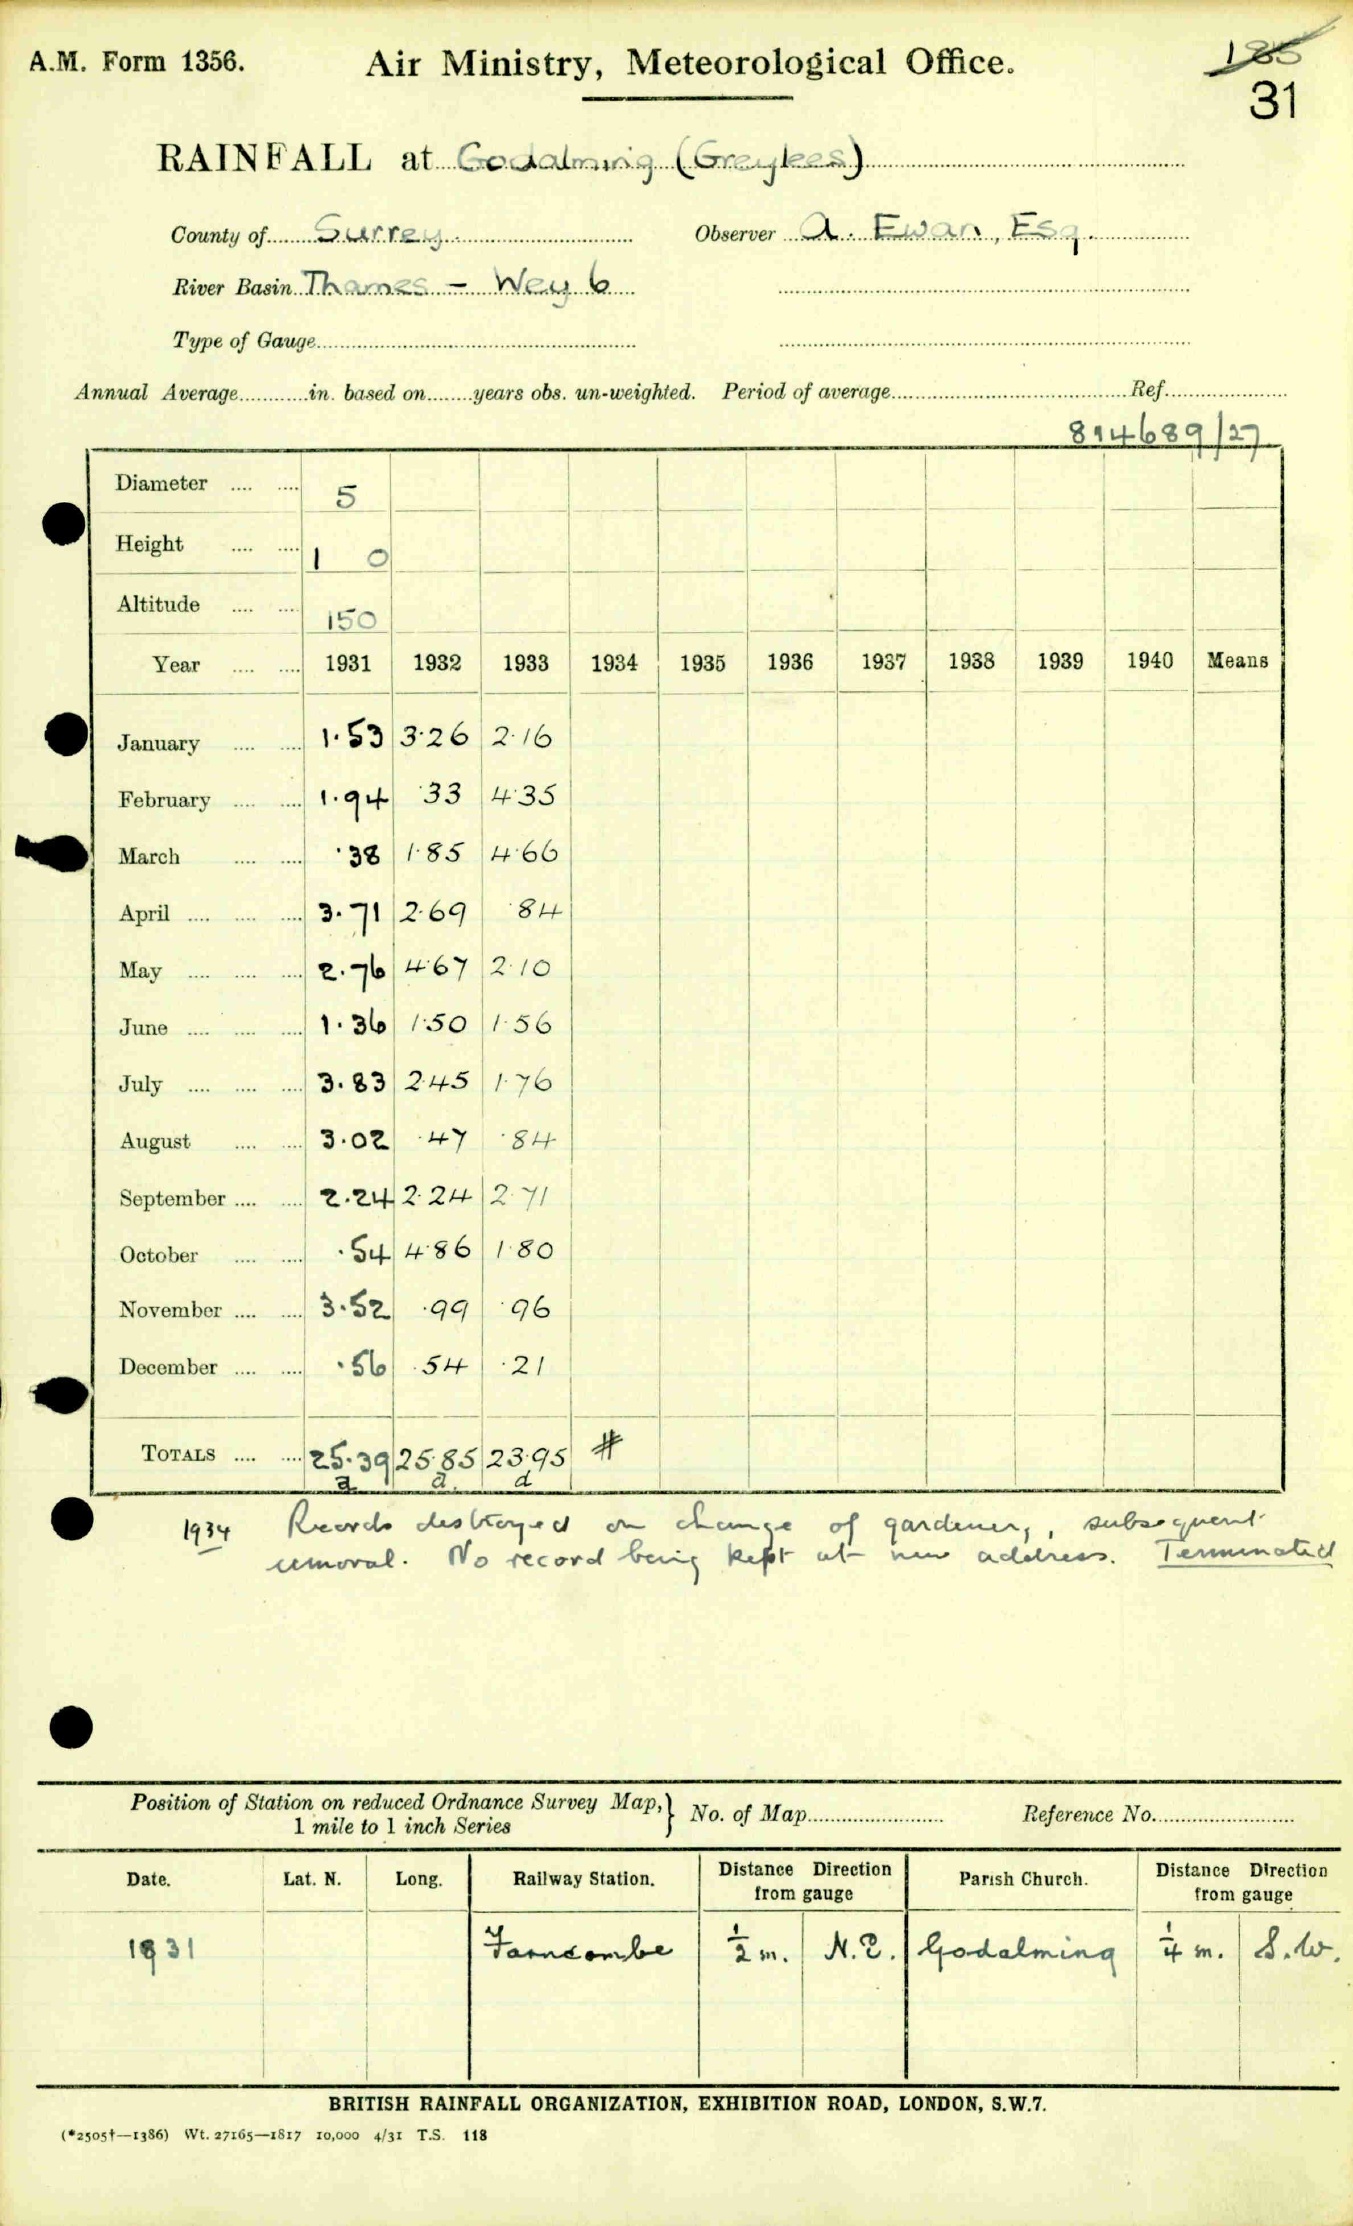 A.M. Form 1356. Air Ministry, Meteorological Office. 185
31
RAINFALL at Godalming (Greylees)
County of Surrey. Observer A. Ewan, Esq.
River Basin Thames - Wey b
Type of Gauge
Annual Average in. based on years obs. un-weighted. Period of average Ref.
814689/27
Diameter 5
Height 1 0
Altitude 150
Year 1931 1932 1933 1934 1935 1936 1937 1938 1939 1940 Means
January 1.53 3.26 2.16
February 1.94 .33 4.35
March .38 1.85 4.66
April 3.71 2.69 .84
May 2.76 4.67 2.10
June 1.36 1.50 1.56
July 3.83 2.45 1.76
August 3.02 .47 .84
September 2.24 2.24 2.71
October .54 4.86 1.80
November 3.52 .99 .96
December .56 .54 .21
TOTALS 25.39 25.85 23.95 #
a a. d
1934 Records destroyed on change of gardener, subsequent
removal. No record being kept at new address. Terminated
Position of Station on reduced Ordnance Survey Map, } No. of Map Reference No.
1 mile to 1 inch Series
Date. Lat. N. Long. Railway Station. Distance Direction from gauge Parish Church. Distance Direction from gauge
1931 Farncombe 1/2 m. N.E. Godalming 1/4 m. S.W.
BRITISH RAINFALL ORGANIZATION, EXHIBITION ROAD, LONDON, S.W.7.
(*2505†—1386) Wt. 27165—1817 10,000 4/31 T.S. 118